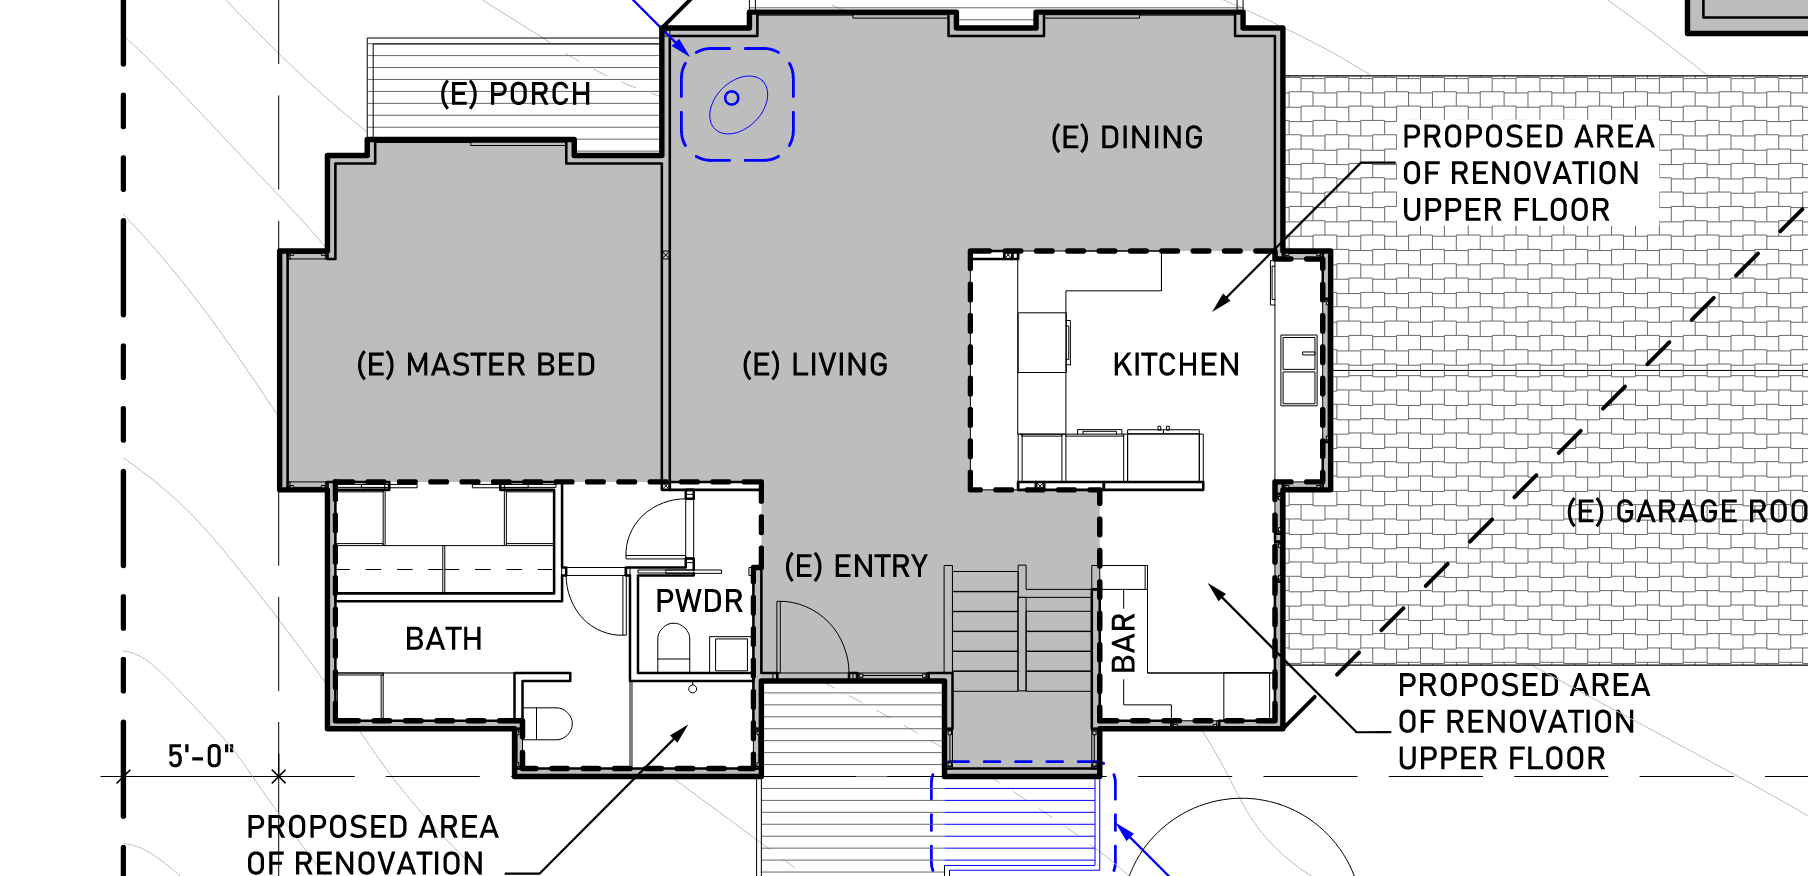 (E) PORCH
(E) DINING
PROPOSED AREA
OF RENOVATION
UPPER FLOOR
(E) MASTER BED
(E) LIVING
KITCHEN
(E) GARAGE ROO
(E) ENTRY
PWDR
BATH
BAR
PROPOSED AREA
OF RENOVATION
UPPER FLOOR
5'-0"
PROPOSED AREA
OF RENOVATION